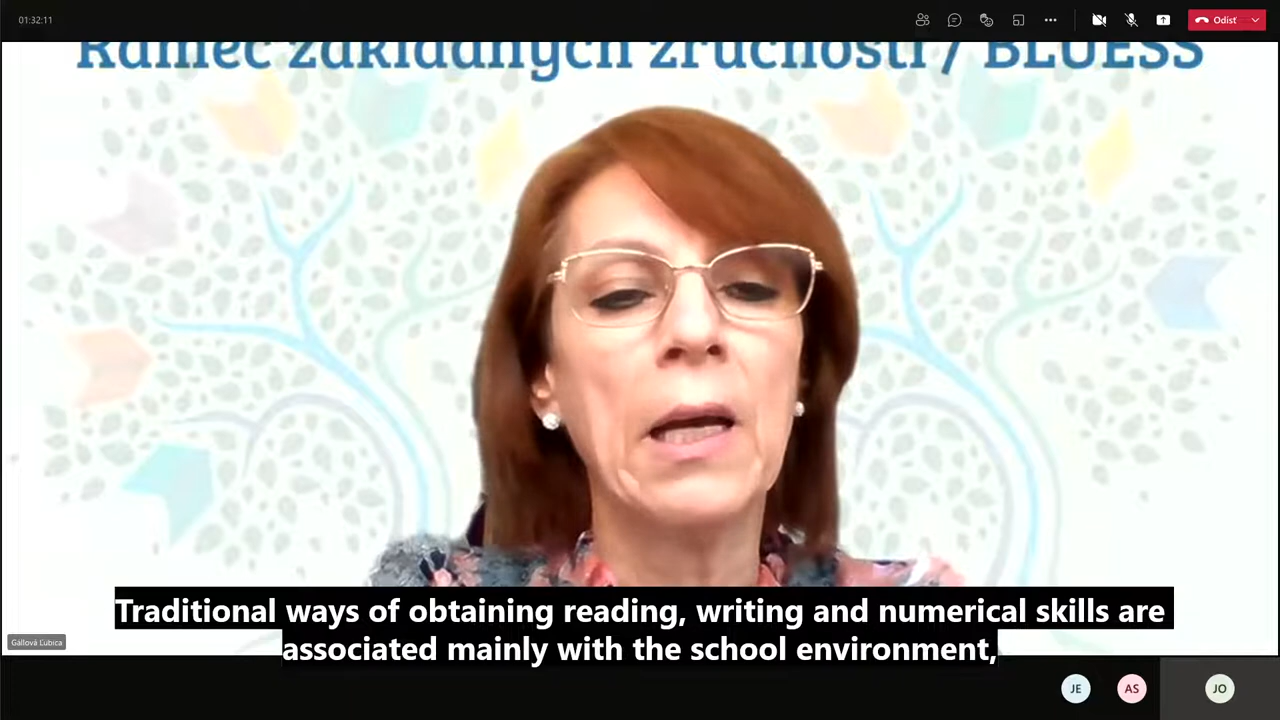 01:32:11
Odísť
Rámec základných zručností / BLUESS
Traditional ways of obtaining reading, writing and numerical skills are
associated mainly with the school environment,
Gállová Ľubica
JE
AS
JO